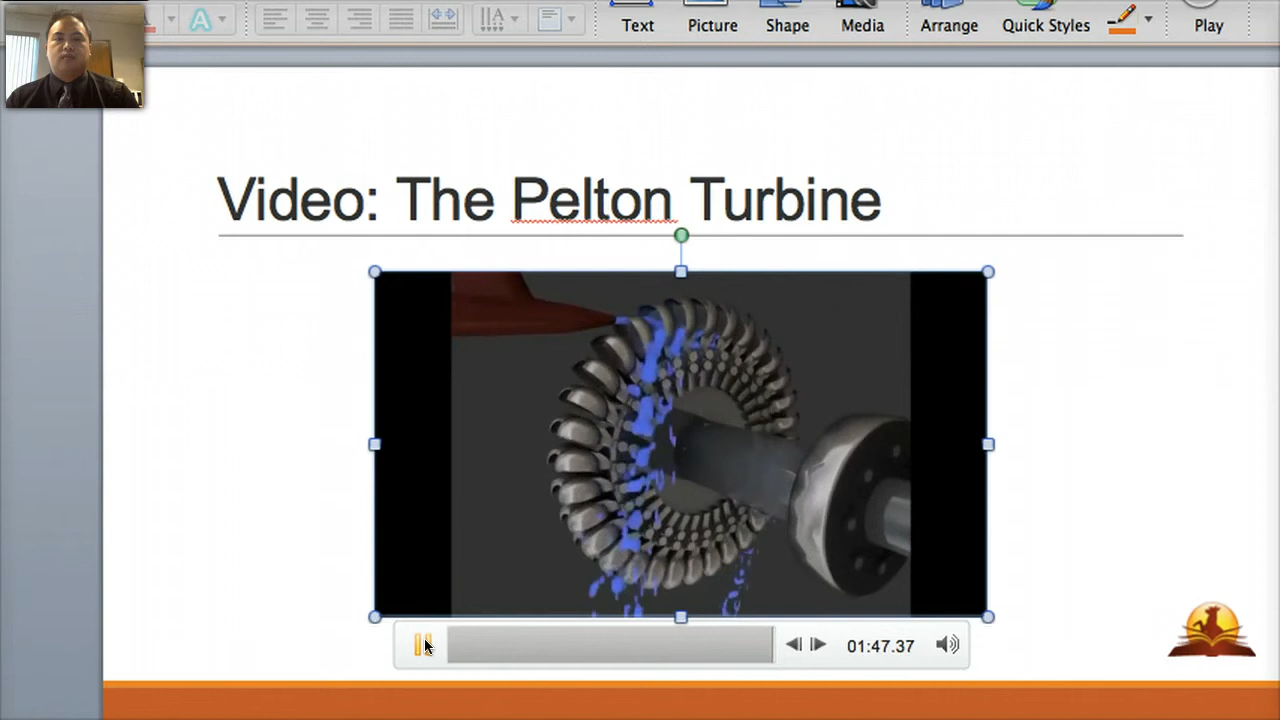 Text
Picture
Shape
Media
Arrange
Quick Styles
Play
Video: The Pelton Turbine
01:47.37